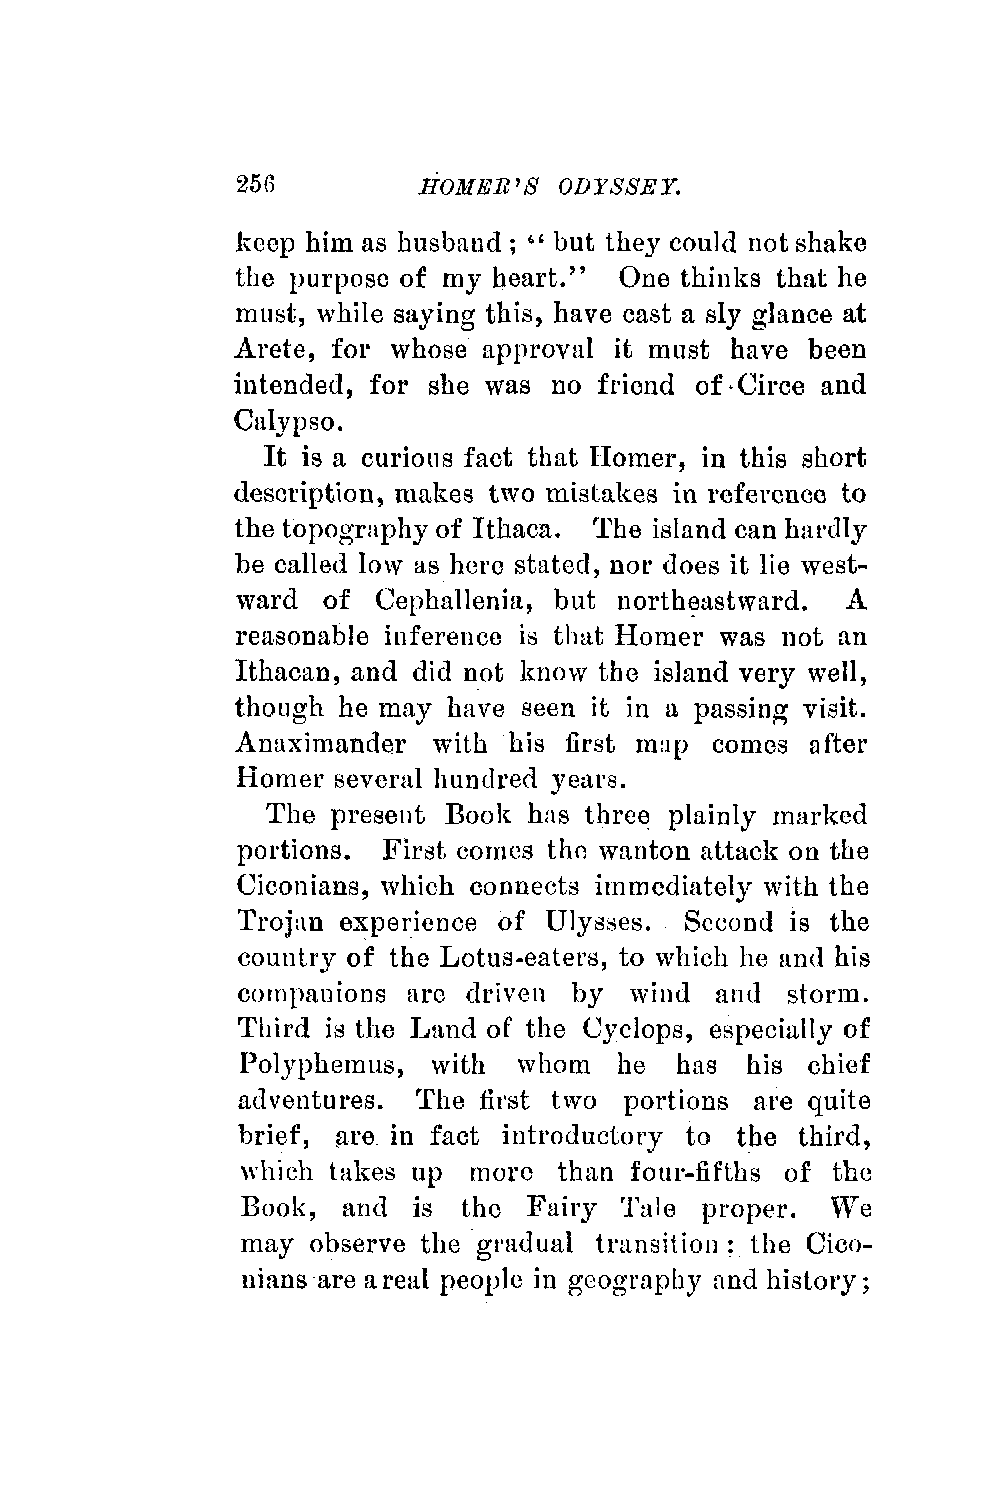 256 HOMER'S ODYSSEY.
keep him as husband; "but they could not shake
the purpose of my heart." One thinks that he
must, while saying this, have cast a sly glance at
Arete, for whose approval it must have been
intended, for she was no friend of Circe and
Calypso.
It is a curious fact that Homer, in this short
description, makes two mistakes in reference to
the topography of Ithaca. The island can hardly
be called low as here stated, nor does it lie west-
ward of Cephallenia, but northeastward. A
reasonable inference is that Homer was not an
Ithacan, and did not know the island very well,
though he may have seen it in a passing visit.
Anaximander with his first map comes after
Homer several hundred years.
The present Book has three plainly marked
portions. First comes the wanton attack on the
Ciconians, which connects immediately with the
Trojan experience of Ulysses. Second is the
country of the Lotus-eaters, to which he and his
companions are driven by wind and storm.
Third is the Land of the Cyclops, especially of
Polyphemus, with whom he has his chief
adventures. The first two portions are quite
brief, are in fact introductory to the third,
which takes up more than four-fifths of the
Book, and is the Fairy Tale proper. We
may observe the gradual transition: the Cico-
nians are a real people in geography and history;